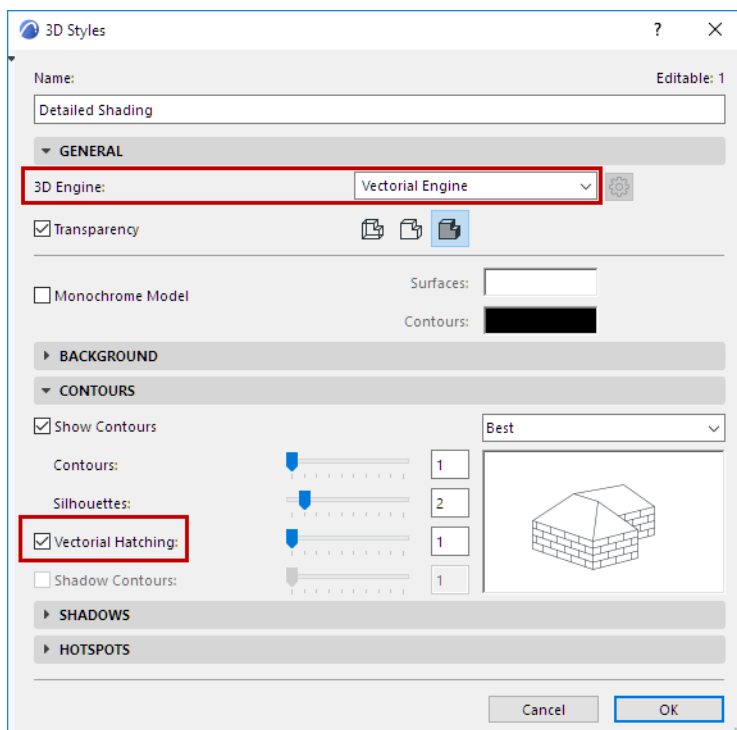 3D Styles
?
Name:
Editable: 1
Detailed Shading
GENERAL
3D Engine:
Vectorial Engine
Transparency
Surfaces:
Monochrome Model
Contours:
BACKGROUND
CONTOURS
Show Contours
Best
Contours:
1
Silhouettes:
2
Vectorial Hatching:
1
Shadow Contours:
1
SHADOWS
HOTSPOTS
Cancel
OK